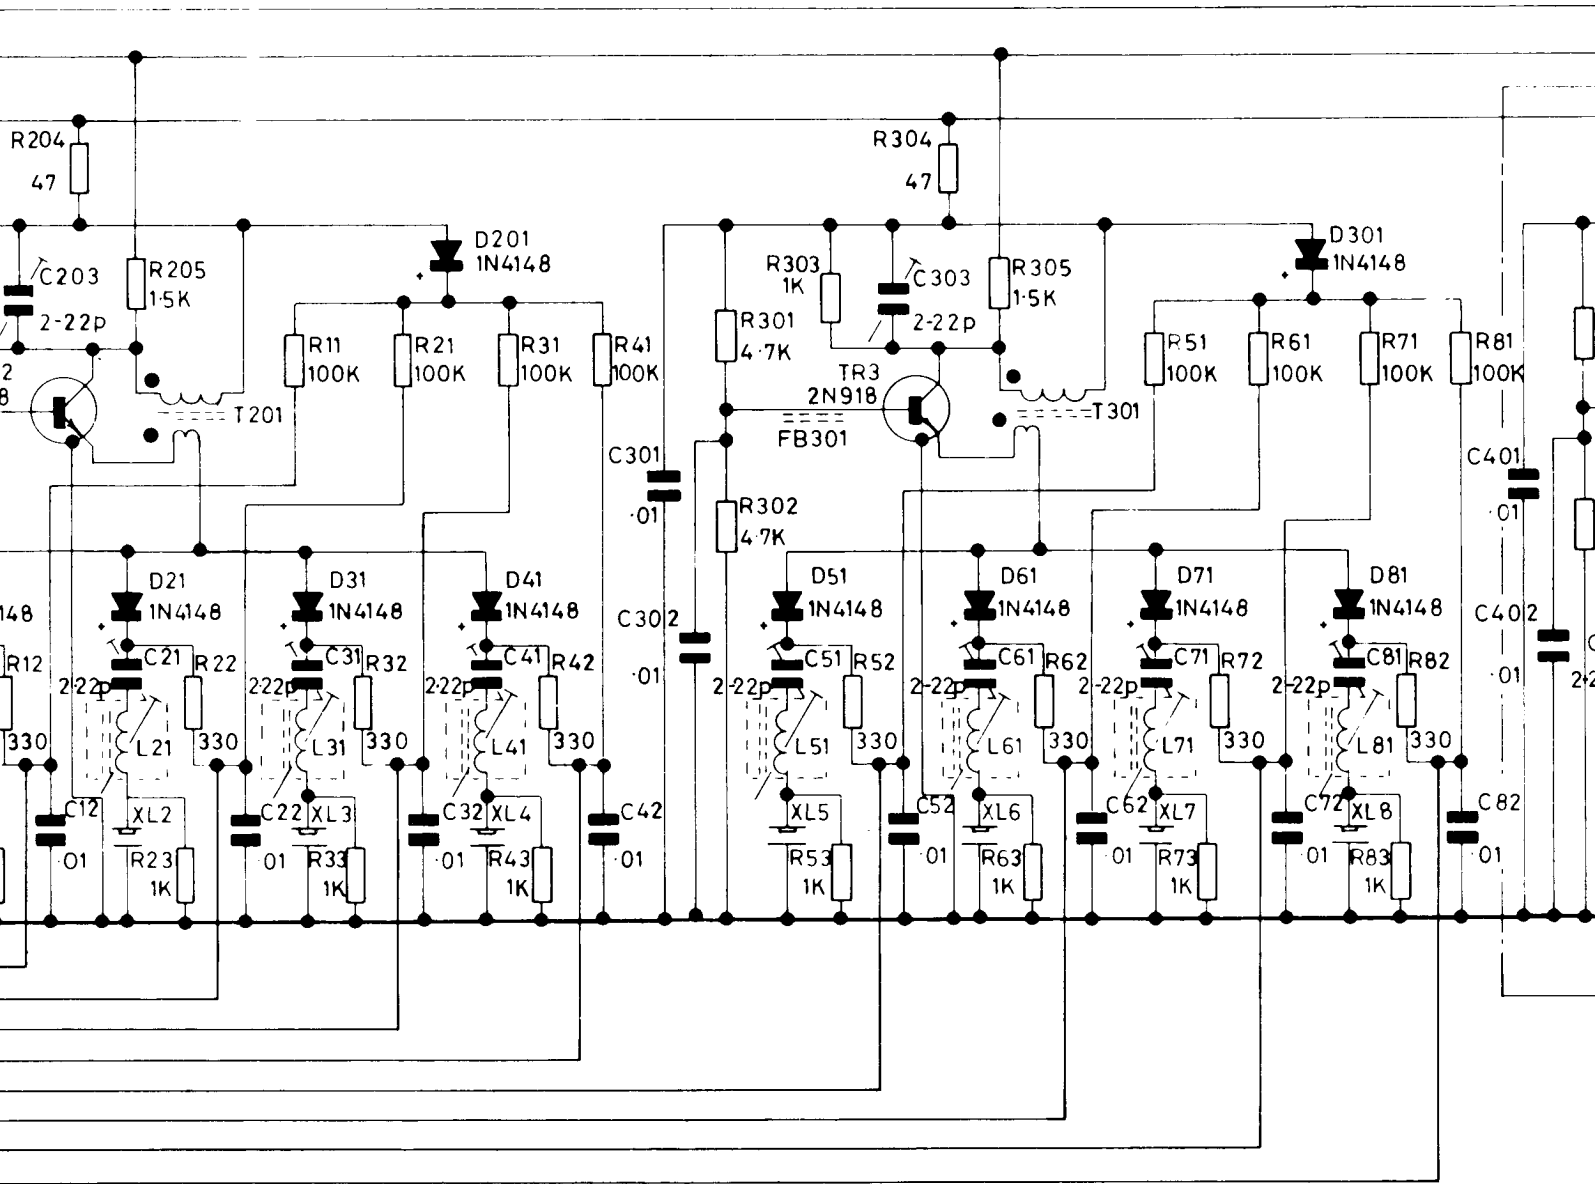 R204
47
R304
47
C203
2-22p
R205
1·5K
D201
1N4148
R303
1K
C303
2-22p
R305
1·5K
D301
1N4148
R11
100K
R21
100K
R31
100K
R41
100K
R301
4·7K
TR3
2N918
R51
100K
R61
100K
R71
100K
R81
100K
2
8
T201
FB301
T301
C301
·01
R302
4·7K
C401
·01
148
D21
1N4148
D31
1N4148
D41
1N4148
C302
·01
D51
1N4148
D61
1N4148
D71
1N4148
D81
1N4148
C402
·01
R12
330
C21
2-22p
R22
330
C31
2-22p
R32
330
C41
2-22p
R42
330
C51
2-22p
R52
330
C61
2-22p
R62
330
C71
2-22p
R72
330
C81
2-22p
R82
330
L21
L31
L41
L51
L61
L71
L81
C12
·01
XL2
R23
1K
C22
·01
XL3
R33
1K
C32
·01
XL4
R43
1K
C42
·01
XL5
R53
1K
C52
·01
XL6
R63
1K
C62
·01
XL7
R73
1K
C72
·01
XL8
R83
1K
C82
·01